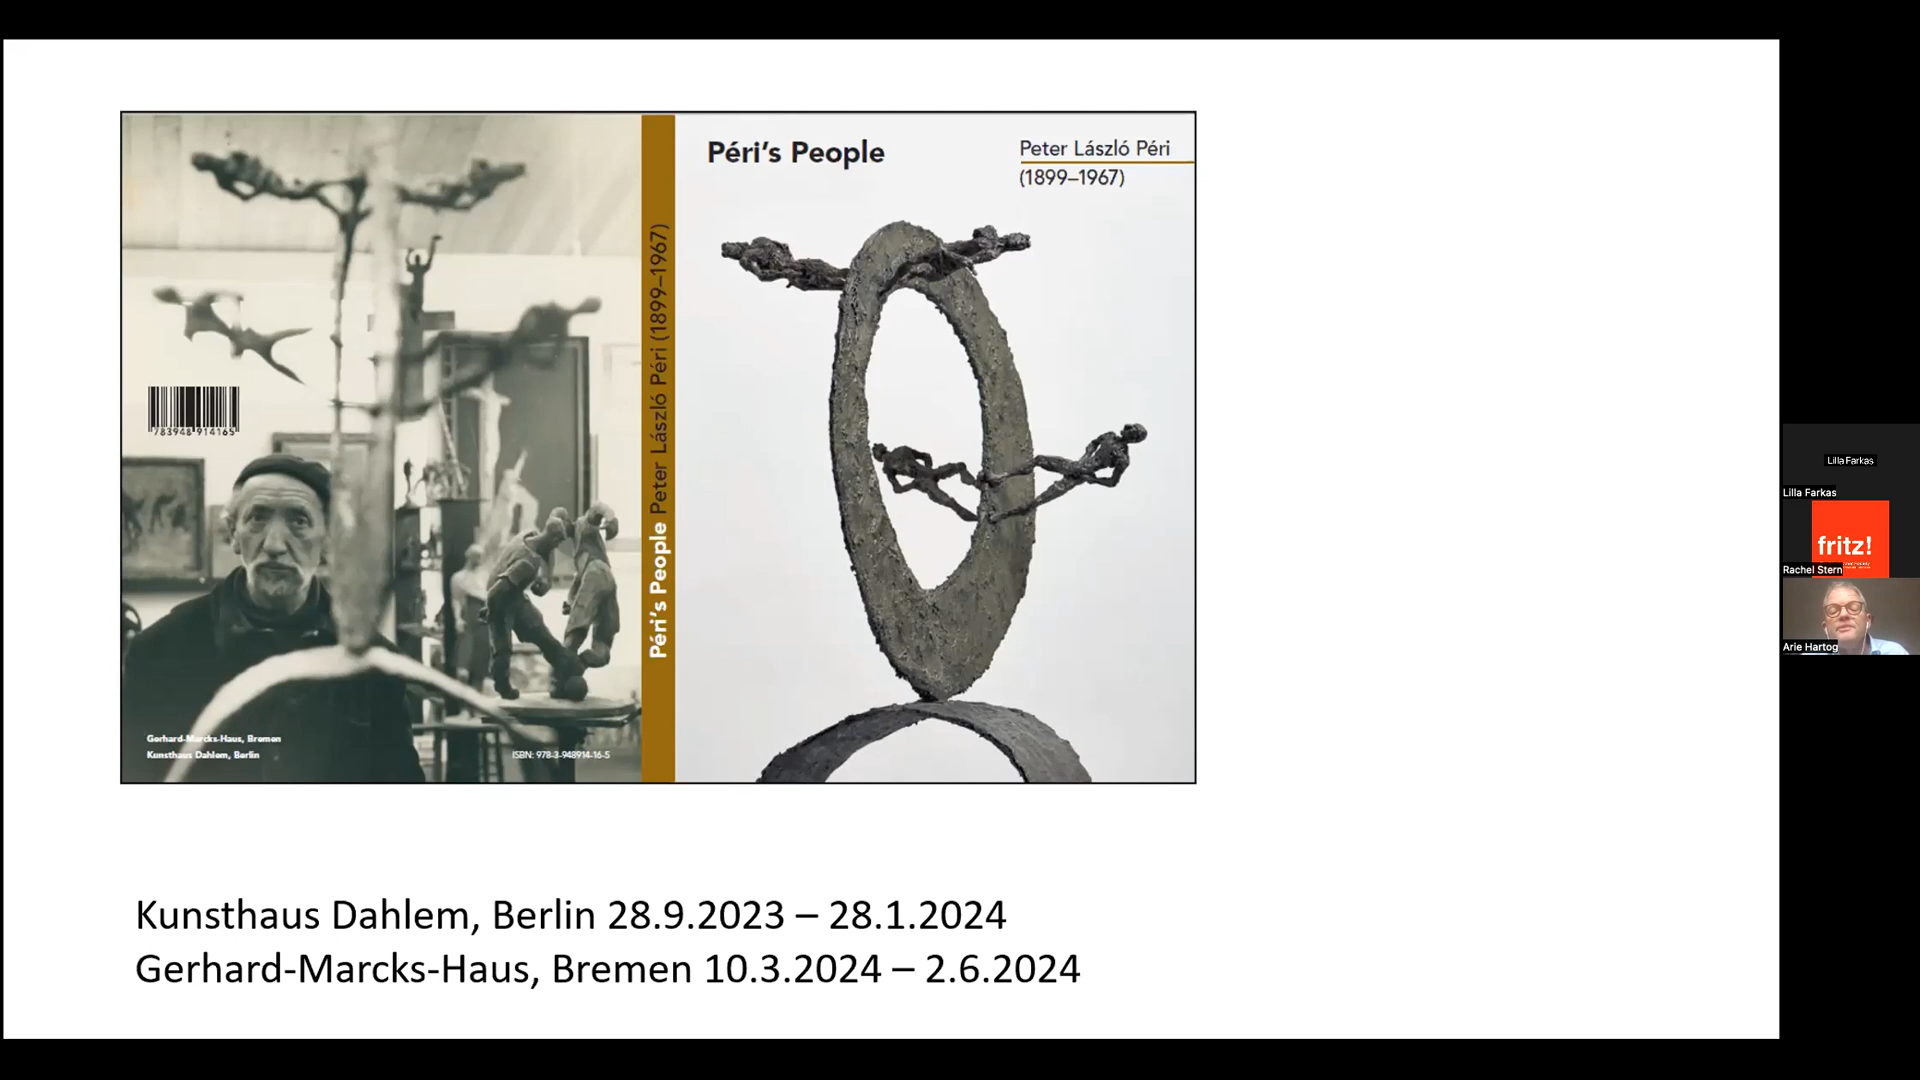 Péri's People
Peter László Péri
(1899–1967)
Péri's People Peter László Péri (1899–1967)
783948 914165
Gerhard-Marcks-Haus, Bremen
Kunsthaus Dahlem, Berlin
ISBN: 978-3-948914-16-5
Kunsthaus Dahlem, Berlin 28.9.2023 – 28.1.2024
Gerhard-Marcks-Haus, Bremen 10.3.2024 – 2.6.2024
Lilla Farkas
Lilla Farkas
fritz!
Rachel Stern
Arie Hartog